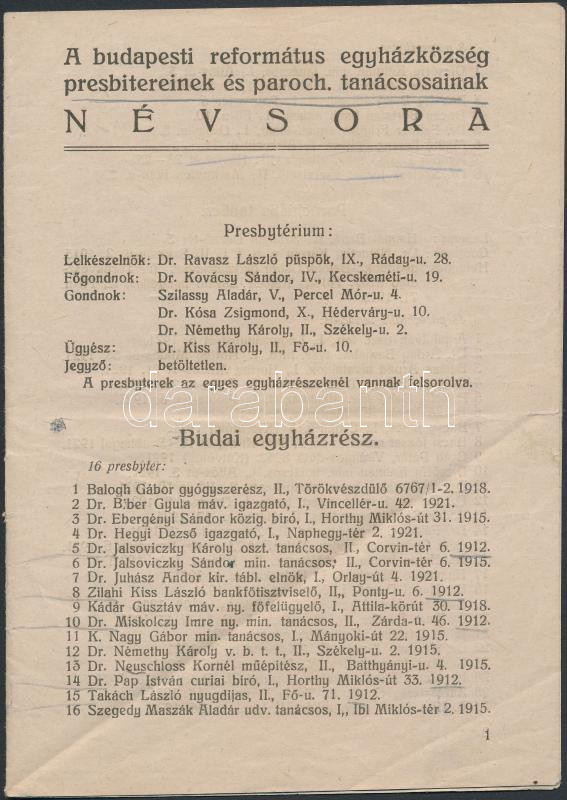 A budapesti református egyházközség
presbitereinek és paroch. tanácsosainak
NÉVSORA
Presbytérium:
Lelkészelnök: Dr. Ravasz László püspök, IX., Ráday-u. 28.
Főgondnok: Dr. Kovácsy Sándor, IV., Kecskeméti-u. 19.
Gondnok: Szilassy Aladár, V., Percel Mór-u. 4.
Dr. Kósa Zsigmond, X., Héderváry-u. 10.
Dr. Némethy Károly, II., Székely-u. 2.
Ügyész: Dr. Kiss Károly, II., Fő-u. 10.
Jegyző: betöltetlen.
A presbyterek az egyes egyházrészeknél vannak felsorolva.
darabanth
Budai egyházrész.
16 presbyter:
1 Balogh Gábor gyógyszerész, II., Törökvészdülő 6767/1-2. 1918.
2 Dr. Biber Gyula máv. igazgató, I., Vincellér-u. 42. 1921.
3 Dr. Ebergényi Sándor közig. biró, I., Horthy Miklós-út 31. 1915.
4 Dr. Hegyi Dezső igazgató, I., Naphegy-tér 2. 1921.
5 Dr. Jalsoviczky Károly oszt. tanácsos, II., Corvin-tér 6. 1912.
6 Dr. Jalsoviczky Sándor min. tanácsos, II., Corvin-tér 6. 1915.
7 Dr. Juhász Andor kir. tábl. elnök, I., Orlay-út 4. 1921.
8 Zilahi Kiss László bankfőtisztviselő, II., Ponty-u. 6. 1912.
9 Kádár Gusztáv máv. ny. főfelügyelő, I., Attila-körút 30. 1918.
10 Dr. Miskolczy Imre ny. min. tanácsos, II., Zárda-u. 46. 1912.
11 K. Nagy Gábor min. tanácsos, I., Mányoki-út 22. 1915.
12 Dr. Némethy Károly v. b. t. t., II., Székely-u. 2. 1915.
13 Dr. Neuschloss Kornél műépitész, II., Batthyányi-u. 4. 1915.
14 Dr. Pap István curiai biró, I., Horthy Miklós-út 33. 1912.
15 Takách László nyugdijas, II., Fő-u. 71. 1912.
16 Szegedy Maszák Aladár udv. tanácsos, I., Ibl Miklós-tér 2. 1915.
1